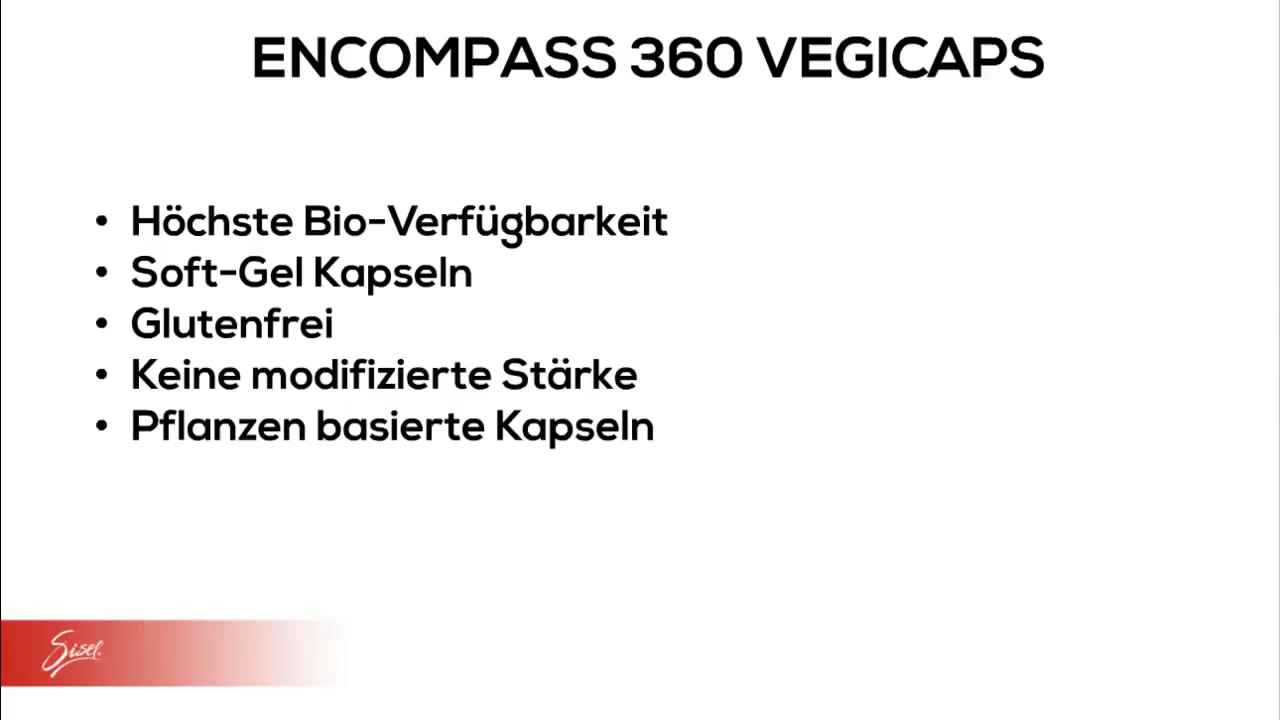 ENCOMPASS 360 VEGICAPS
• Höchste Bio-Verfügbarkeit
• Soft-Gel Kapseln
• Glutenfrei
• Keine modifizierte Stärke
• Pflanzen basierte Kapseln
Sisel